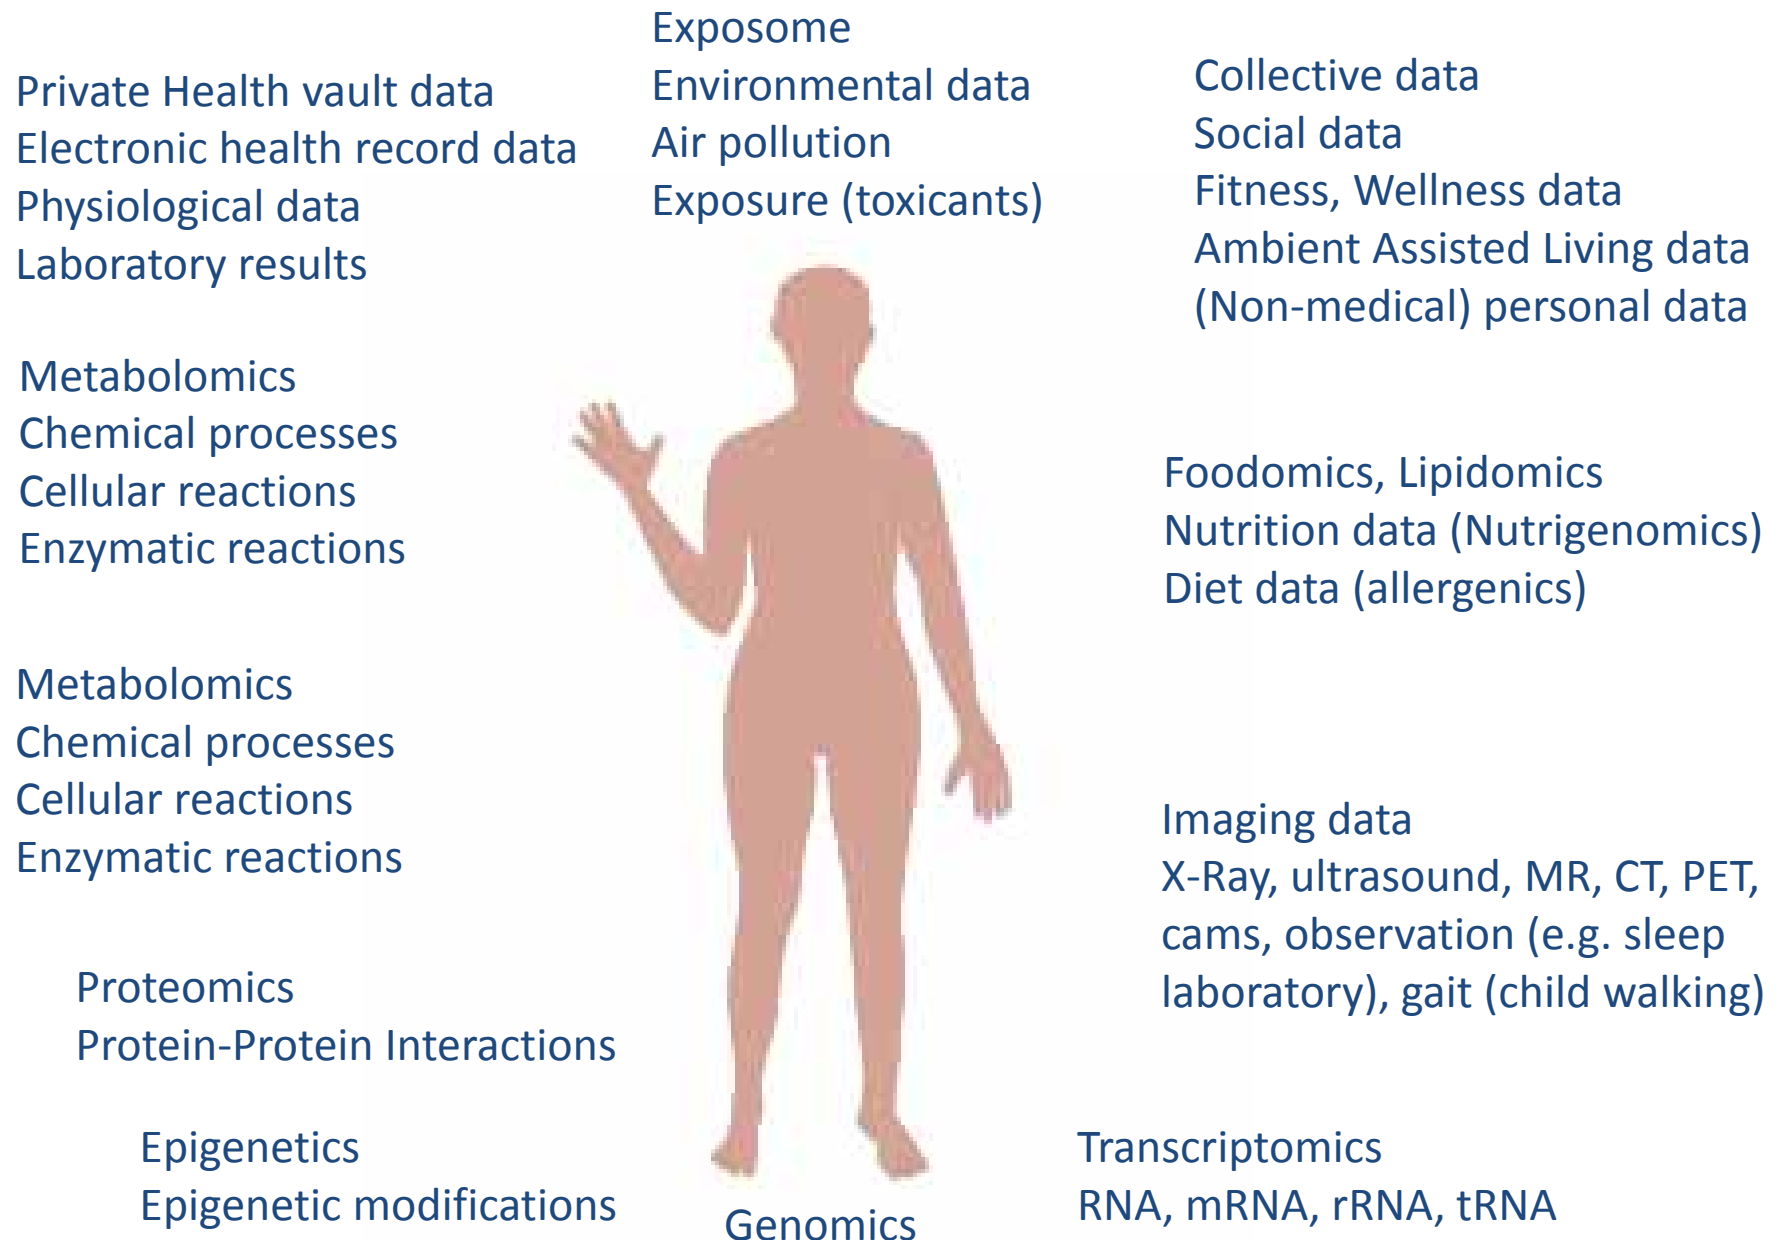 Exposome
Environmental data
Air pollution
Exposure (toxicants)
Private Health vault data
Electronic health record data
Physiological data
Laboratory results
Collective data
Social data
Fitness, Wellness data
Ambient Assisted Living data
(Non-medical) personal data
Metabolomics
Chemical processes
Cellular reactions
Enzymatic reactions
Foodomics, Lipidomics
Nutrition data (Nutrigenomics)
Diet data (allergenics)
Metabolomics
Chemical processes
Cellular reactions
Enzymatic reactions
Imaging data
X-Ray, ultrasound, MR, CT, PET,
cams, observation (e.g. sleep
laboratory), gait (child walking)
Proteomics
Protein-Protein Interactions
Epigenetics
Epigenetic modifications
Genomics
Transcriptomics
RNA, mRNA, rRNA, tRNA